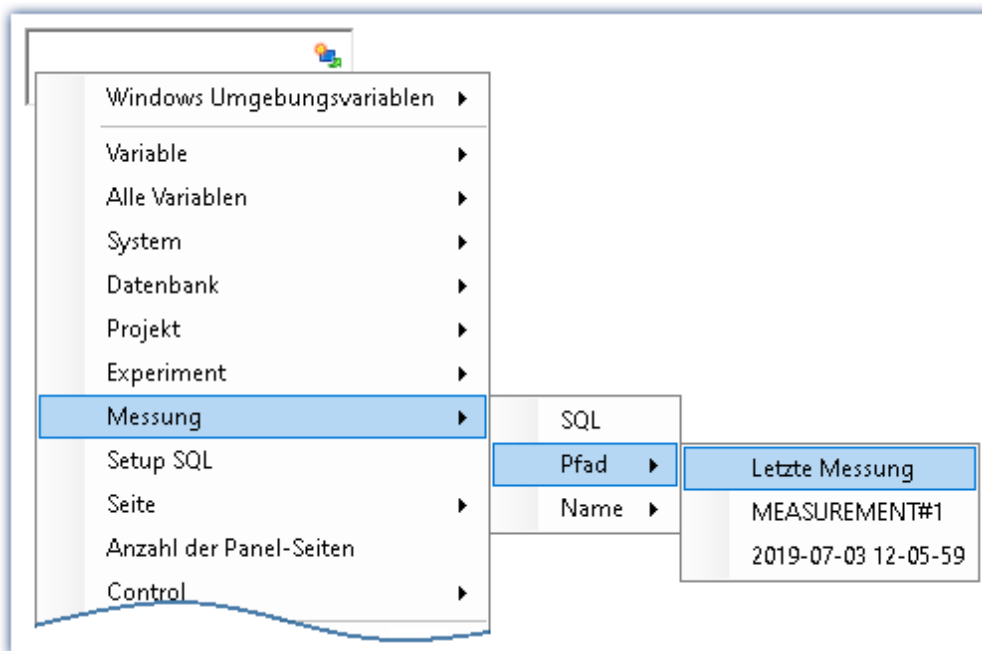 Windows Umgebungsvariablen
Variable
Alle Variablen
System
Datenbank
Projekt
Experiment
Messung
Setup SQL
Seite
Anzahl der Panel-Seiten
Control
SQL
Pfad
Name
Letzte Messung
MEASUREMENT#1
2019-07-03 12-05-59